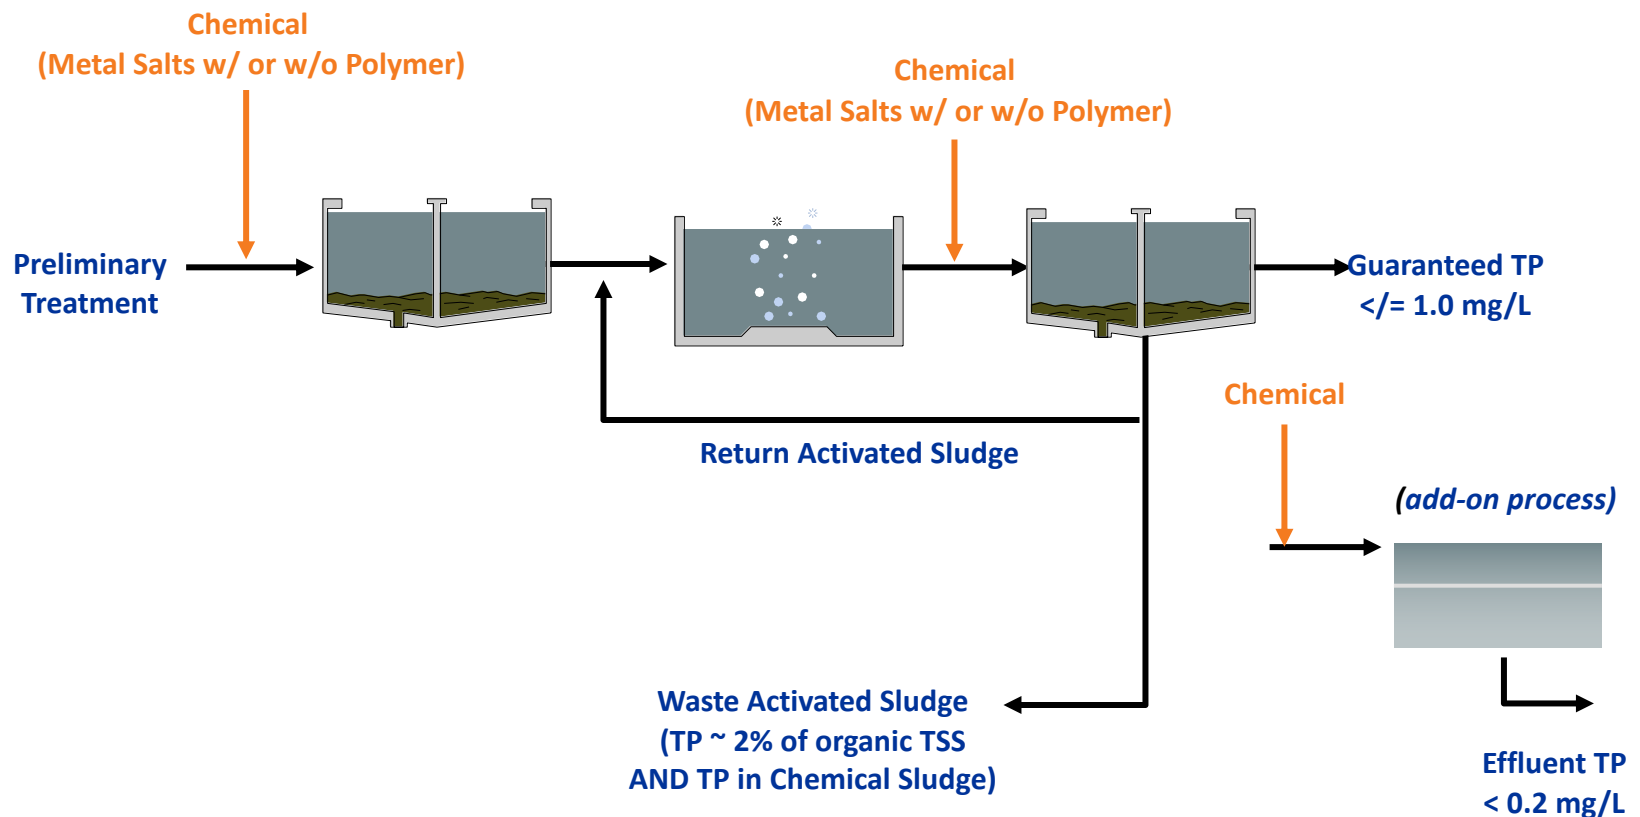 Chemical
(Metal Salts w/ or w/o Polymer)
Chemical
(Metal Salts w/ or w/o Polymer)
Preliminary
Treatment
Guaranteed TP
</= 1.0 mg/L
Chemical
Return Activated Sludge
(add-on process)
Waste Activated Sludge
(TP ~ 2% of organic TSS
AND TP in Chemical Sludge)
Effluent TP
< 0.2 mg/L